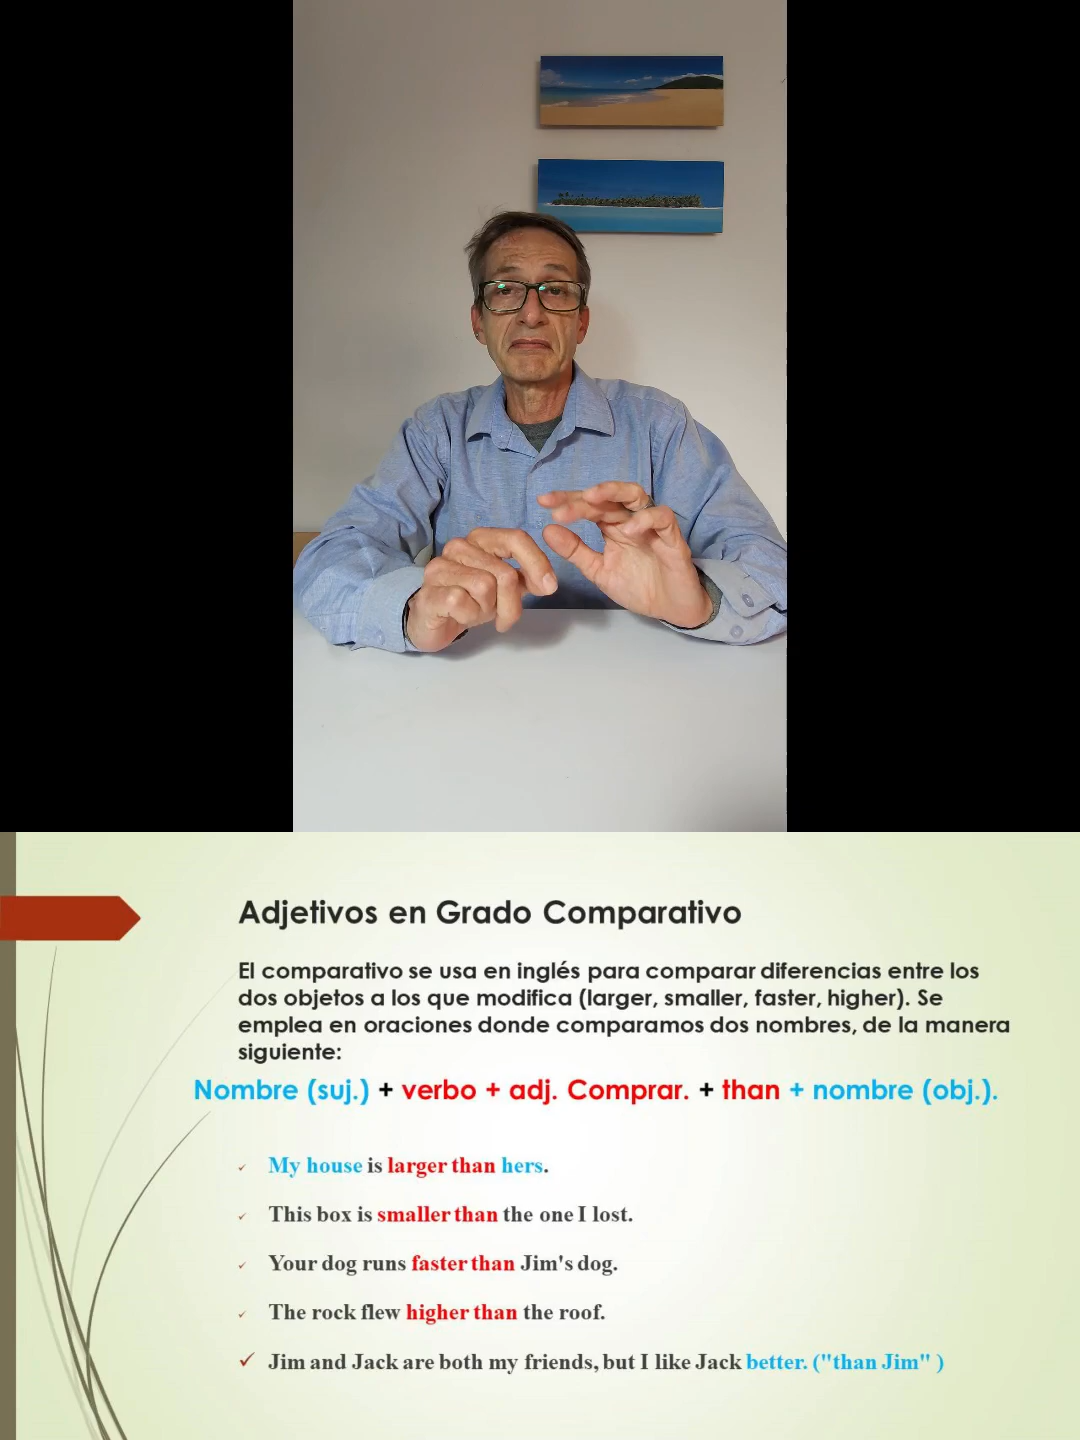 Adjetivos en Grado Comparativo
El comparativo se usa en inglés para comparar diferencias entre los
dos objetos a los que modifica (larger, smaller, faster, higher). Se
emplea en oraciones donde comparamos dos nombres, de la manera
siguiente:
Nombre (suj.) + verbo + adj. Comprar. + than + nombre (obj.).
My house is larger than hers.
This box is smaller than the one I lost.
Your dog runs faster than Jim's dog.
The rock flew higher than the roof.
Jim and Jack are both my friends, but I like Jack better. ("than Jim" )